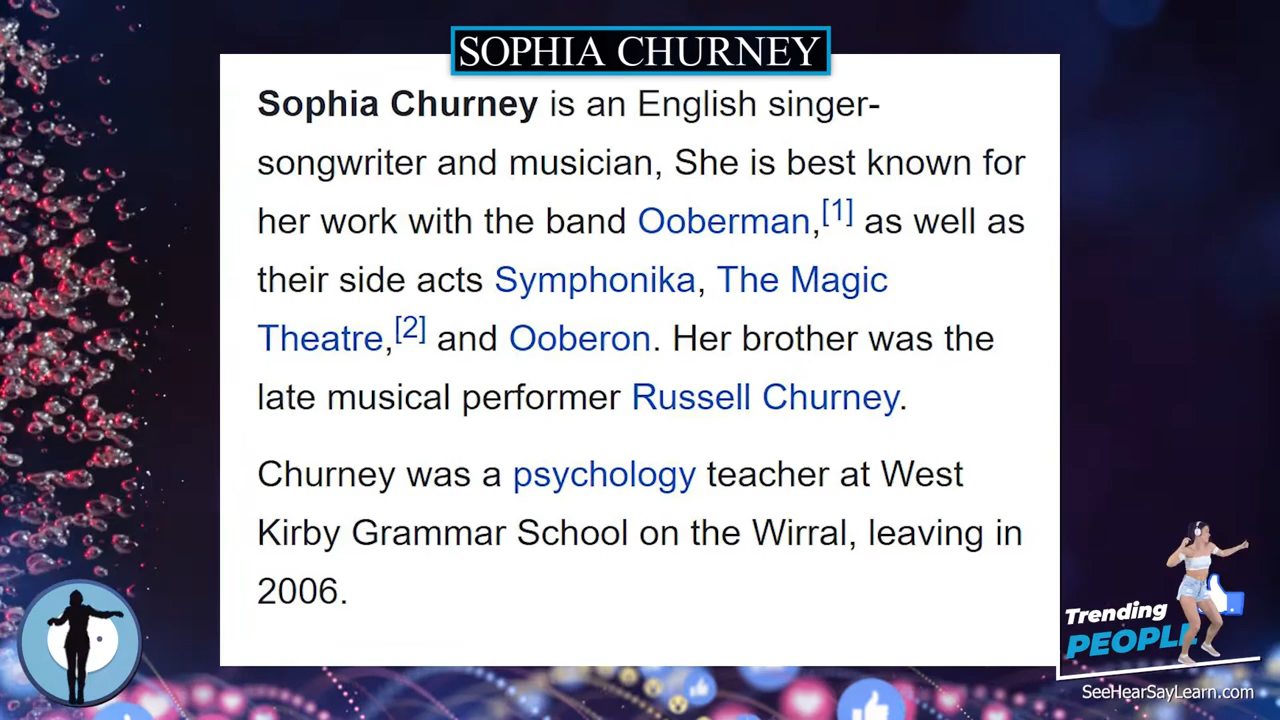 SOPHIA CHURNEY
Sophia Churney is an English singer-
songwriter and musician, She is best known for
her work with the band Ooberman,[1] as well as
their side acts Symphonika, The Magic
Theatre,[2] and Ooberon. Her brother was the
late musical performer Russell Churney.
Churney was a psychology teacher at West
Kirby Grammar School on the Wirral, leaving in
2006.
Trending
PEOPLE
SeeHearSayLearn.com